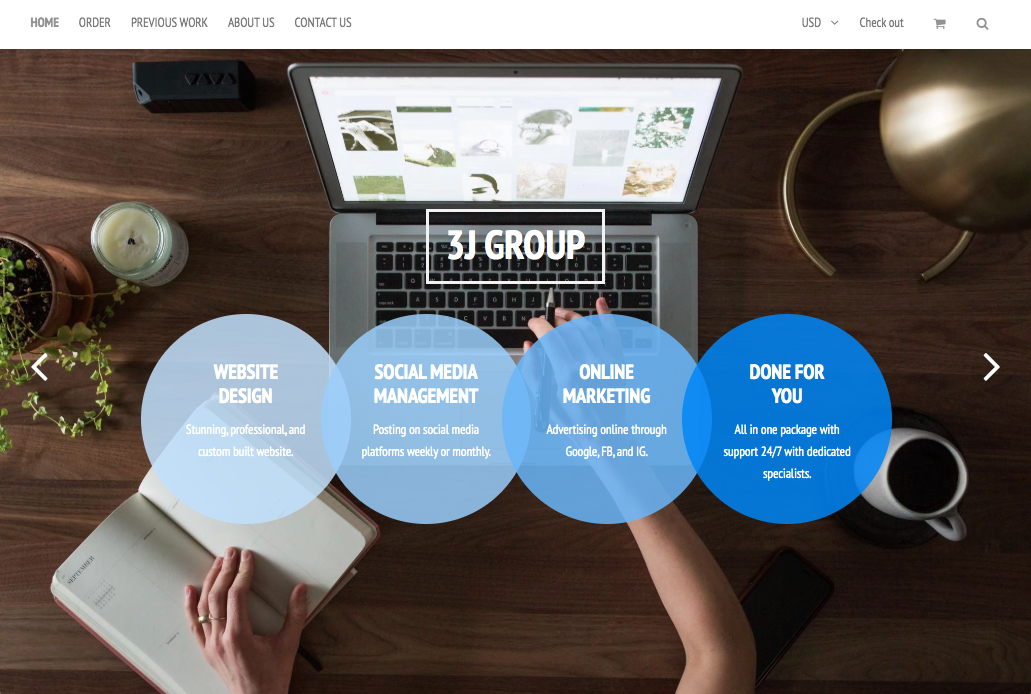 HOME ORDER PREVIOUS WORK ABOUT US CONTACT US USD Check out
VAVA
3J GROUP
WEBSITE
DESIGN
Stunning, professional, and
custom built website.
SOCIAL MEDIA
MANAGEMENT
Posting on social media
platforms weekly or monthly.
ONLINE
MARKETING
Advertising online through
Google, FB, and IG.
DONE FOR
YOU
All in one package with
support 24/7 with dedicated
specialists.
SEPTEMBER